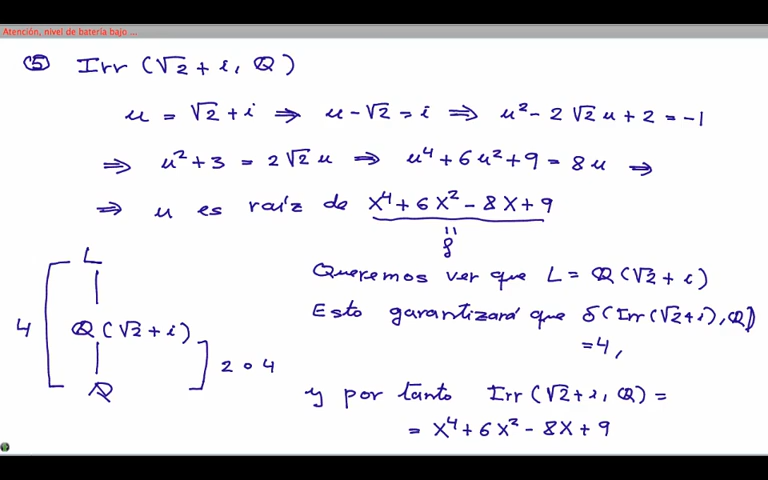 Atención, nivel de batería bajo ...
⑤ Irr (√2 + i, Q)
u = √2 + i ⇒ u - √2 = i ⇒ u² - 2√2 u + 2 = -1
⇒ u² + 3 = 2√2 u ⇒ u⁴ + 6u² + 9 = 8u ⇒
⇒ u es raíz de x⁴ + 6x² - 8x + 9
=
f
L
4
Q (√2 + i)
2 o 4
Q
Queremos ver que L = Q(√2 + i)
Esto garantizará que δ(Irr(√2+i), Q)
= 4,
y por tanto Irr(√2+i, Q) =
= x⁴ + 6x² - 8x + 9